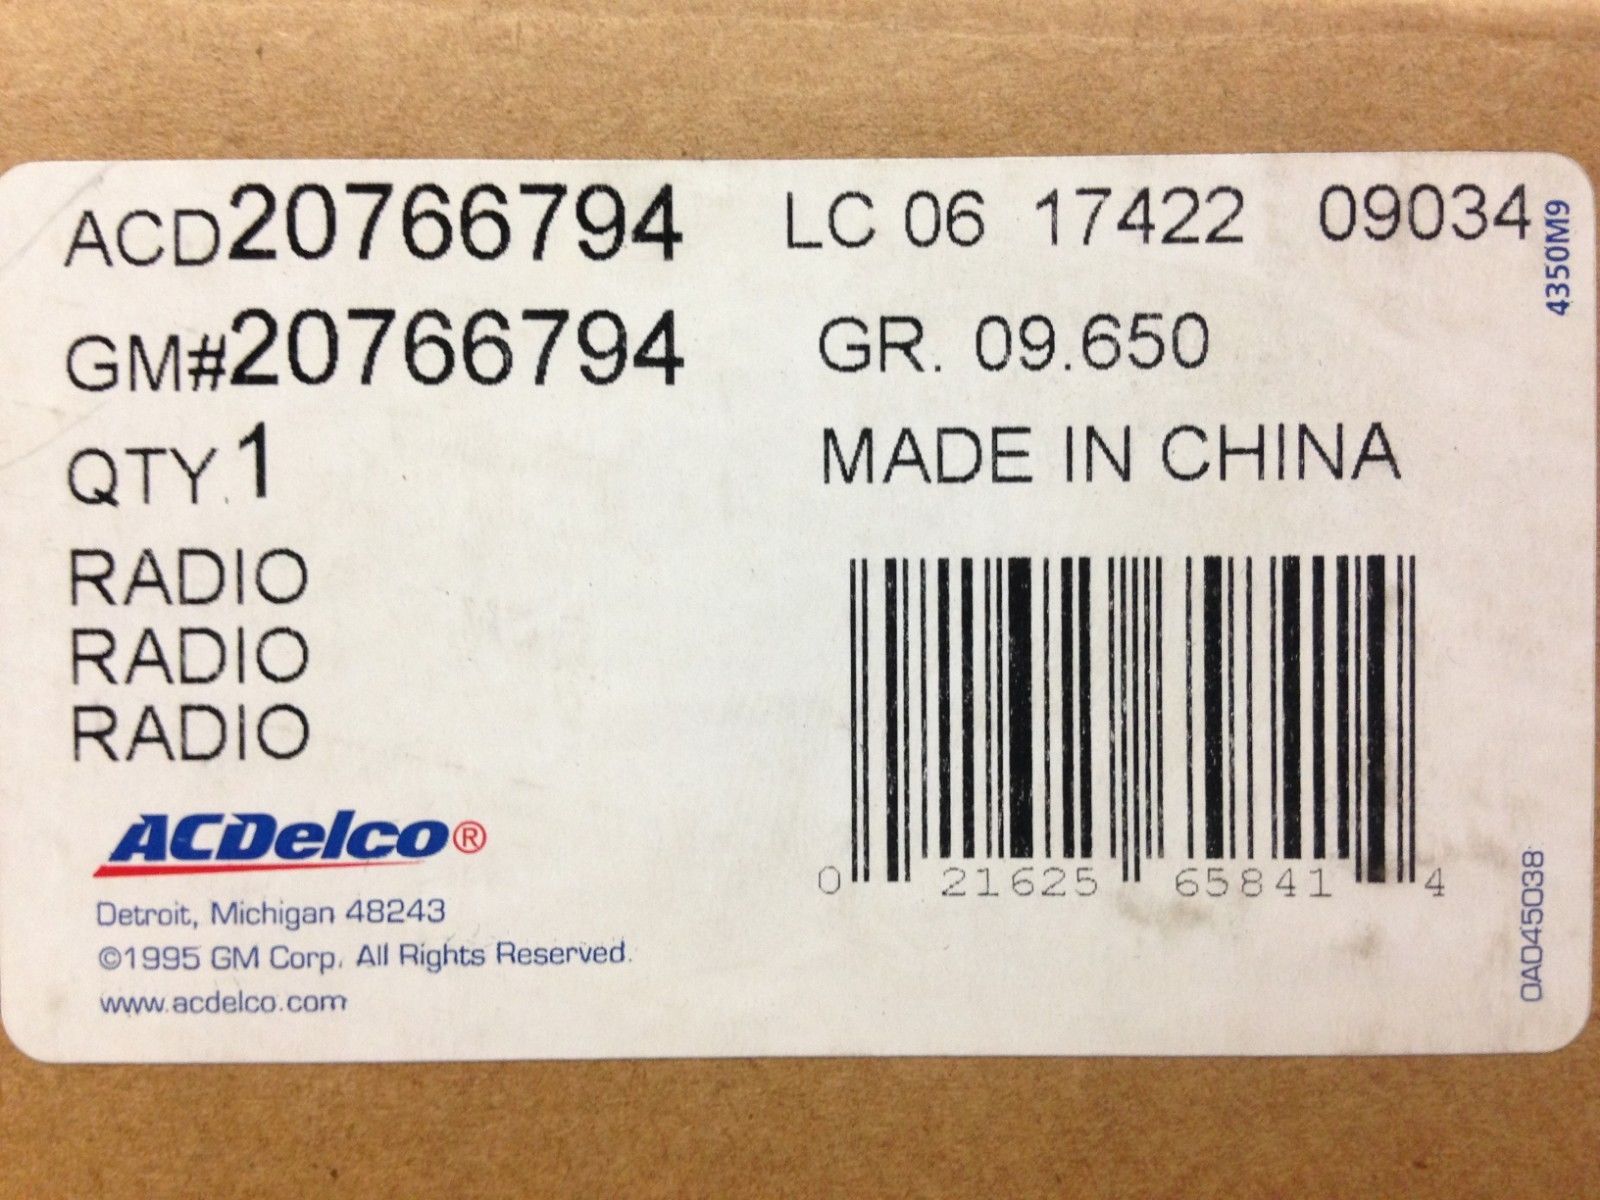 ACD20766794 LC 06 17422 09034
4350M9
GM#20766794 GR. 09.650
QTY.1 MADE IN CHINA
RADIO
RADIO
RADIO
ACDelco®
Detroit, Michigan 48243
©1995 GM Corp. All Rights Reserved.
www.acdelco.com
0 21625 65841 4
0AD45038